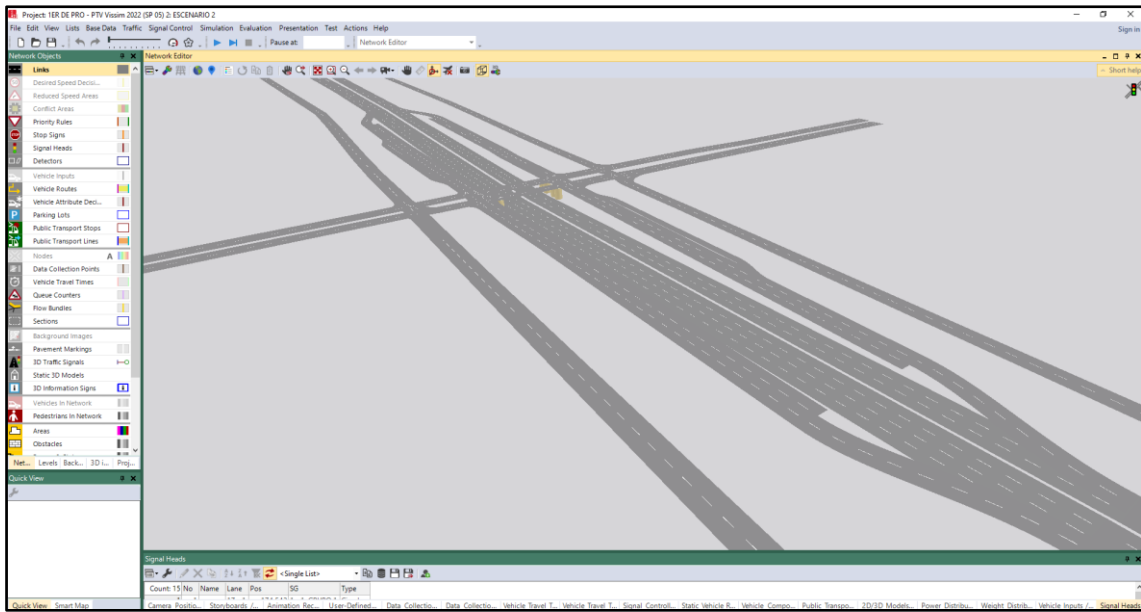 Project: 1ER DE PRO - PTV Vissim 2022 (SP 05) 2: ESCENARIO 2
File Edit View Lists Base Data Traffic Signal Control Simulation Evaluation Presentation Test Actions Help
Sign in
Pause at:
Network Editor
Network Objects
Network Editor
Short help
Links
Desired Speed Decisi...
Reduced Speed Areas
Conflict Areas
Priority Rules
STOP
Stop Signs
Signal Heads
Detectors
Vehicle Inputs
Vehicle Routes
Vehicle Attribute Deci...
P
Parking Lots
Public Transport Stops
Public Transport Lines
Nodes A
Data Collection Points
Vehicle Travel Times
Queue Counters
Flow Bundles
Sections
Background Images
Pavement Markings
3D Traffic Signals
Static 3D Models
3D Information Signs
Vehicles In Network
Pedestrians In Network
Areas
Obstacles
Net... Levels Back... 3D i... Proj...
Quick View
Signal Heads
<Single List>
Count: 15 No Name Lane Pos SG Type
Quick View Smart Map
Camera Positio... Storyboards /... Animation Rec... User-Defined... Data Collectio... Data Collectio... Vehicle Travel T... Vehicle Travel T... Signal Controll... Static Vehicle R... Vehicle Compo... Public Transpo... 2D/3D Models... Power Distribu... Weight Distrib... Vehicle Inputs /... Signal Heads